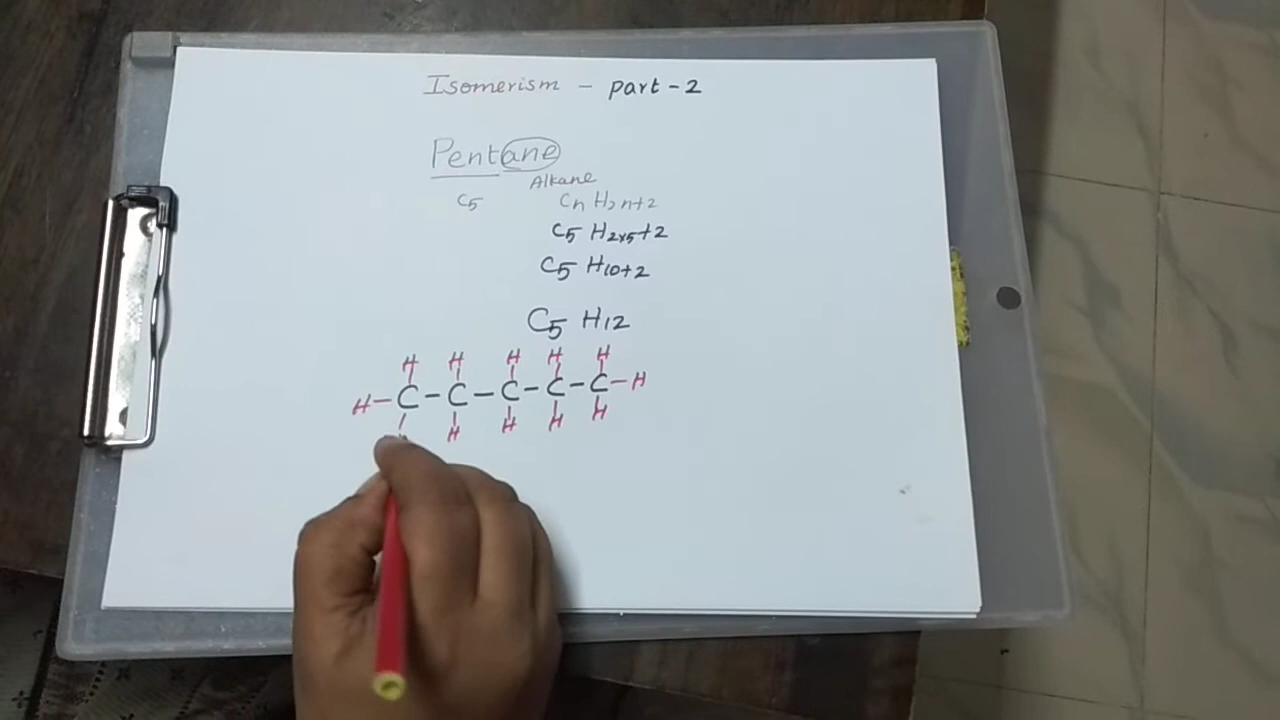 Isomerism - part-2
Pentane
Alkane
C5 CnH2n+2
C5 H2x5+2
C5 H10+2
C5 H12
H H H H H
H-C-C-C-C-C-H
H H H H